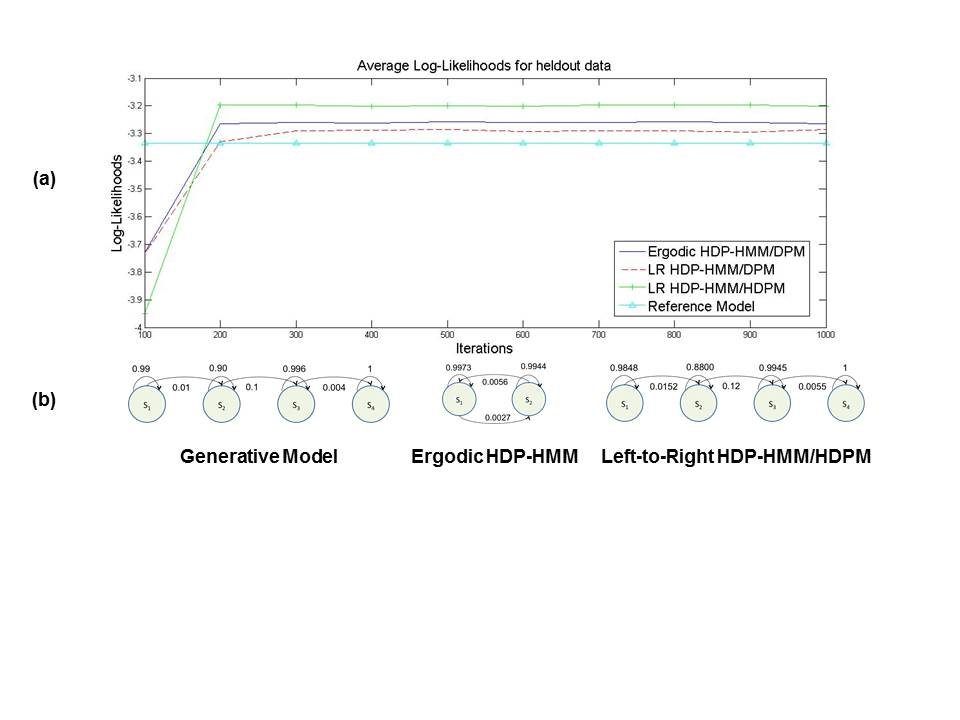 Average Log-Likelihoods for heldout data
-3.1
-3.2
-3.3
-3.4
-3.5
-3.6
-3.7
-3.8
-3.9
-4
Log-Likelihoods
(a)
Ergodic HDP-HMM/DPM
LR HDP-HMM/DPM
LR HDP-HMM/HDPM
Reference Model
100 200 300 400 500 600 700 800 900 1000
Iterations
(b)
0.99 0.90 0.996 1
0.01 0.1 0.004
S1 S2 S3 S4
Generative Model
0.9973 0.9944
0.0056
S1 S2
0.0027
Ergodic HDP-HMM
0.9848 0.8800 0.9945 1
0.0152 0.12 0.0055
S1 S2 S3 S4
Left-to-Right HDP-HMM/HDPM